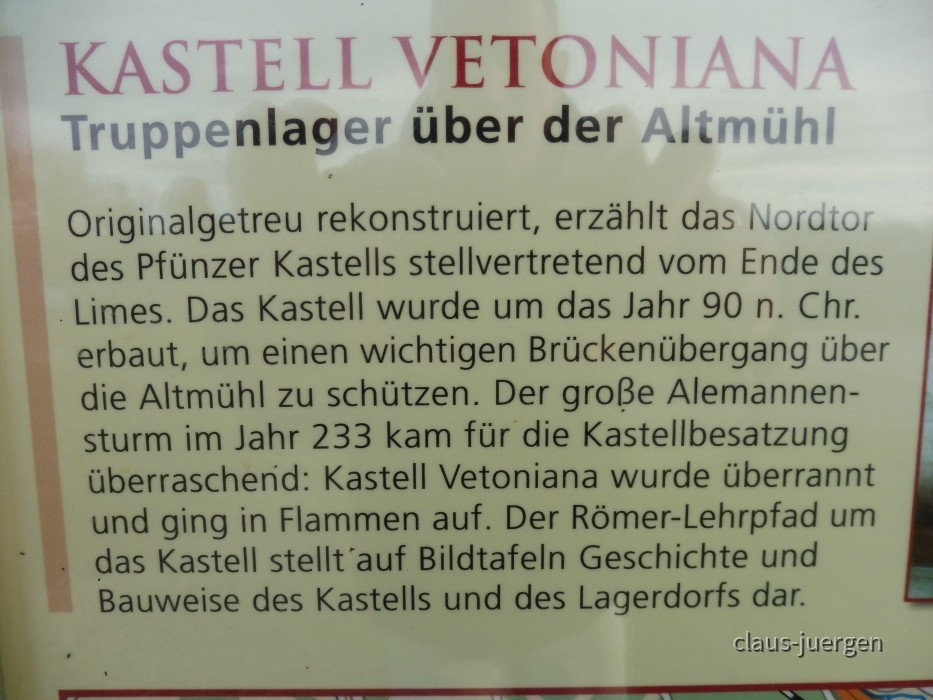 KASTELL VETONIANA
Truppenlager über der Altmühl
Originalgetreu rekonstruiert, erzählt das Nordtor
des Pfünzer Kastells stellvertretend vom Ende des
Limes. Das Kastell wurde um das Jahr 90 n. Chr.
erbaut, um einen wichtigen Brückenübergang über
die Altmühl zu schützen. Der große Alemannen-
sturm im Jahr 233 kam für die Kastellbesatzung
überraschend: Kastell Vetoniana wurde überrannt
und ging in Flammen auf. Der Römer-Lehrpfad um
das Kastell stellt auf Bildtafeln Geschichte und
Bauweise des Kastells und des Lagerdorfs dar.
claus-juergen